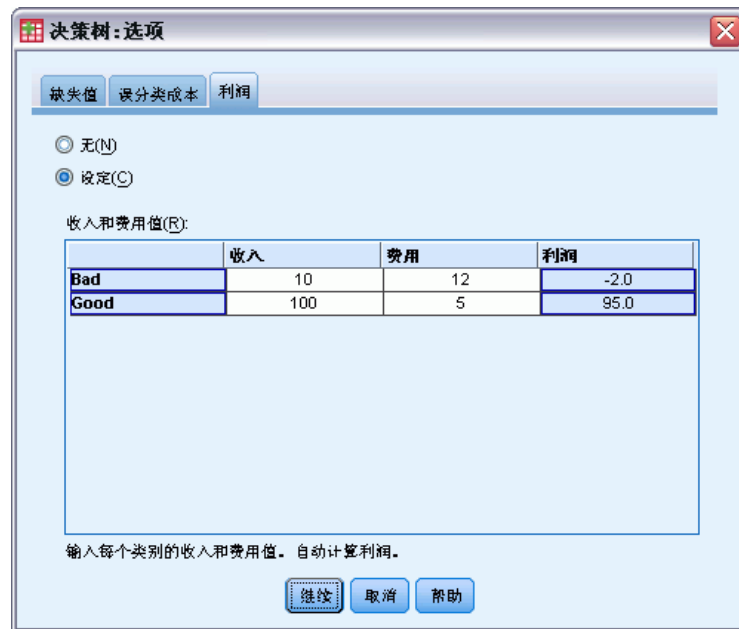 决策树:选项
缺失值 误分类成本 利润
无(N)
设定(C)
收入和费用值(R):
收入 费用 利润
Bad 10 12 -2.0
Good 100 5 95.0
输入每个类别的收入和费用值。自动计算利润。
继续 取消 帮助